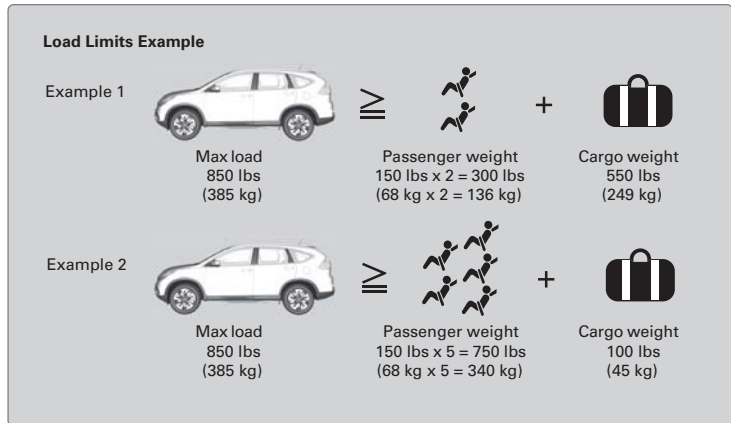 Load Limits Example
Example 1
≧
+
Max load
850 lbs
(385 kg)
Passenger weight
150 lbs x 2 = 300 lbs
(68 kg x 2 = 136 kg)
Cargo weight
550 lbs
(249 kg)
Example 2
≧
+
Max load
850 lbs
(385 kg)
Passenger weight
150 lbs x 5 = 750 lbs
(68 kg x 5 = 340 kg)
Cargo weight
100 lbs
(45 kg)